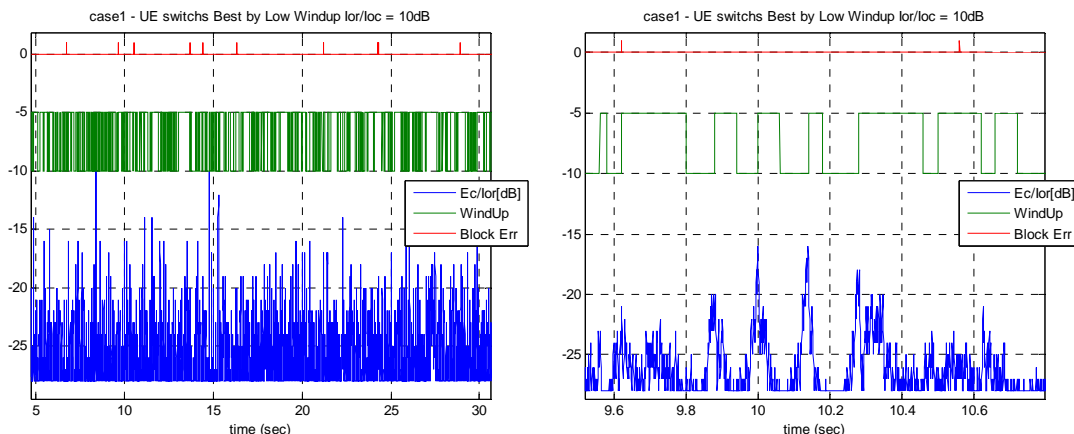 case1 - UE switchs Best by Low Windup Ior/Ioc = 10dB
0
-5
-10
-15
-20
-25
5
10
15
20
25
30
time (sec)
Ec/Ior[dB]
WindUp
Block Err
case1 - UE switchs Best by Low Windup Ior/Ioc = 10dB
0
-5
-10
-15
-20
-25
9.6
9.8
10
10.2
10.4
10.6
time (sec)
Ec/Ior[dB]
WindUp
Block Err